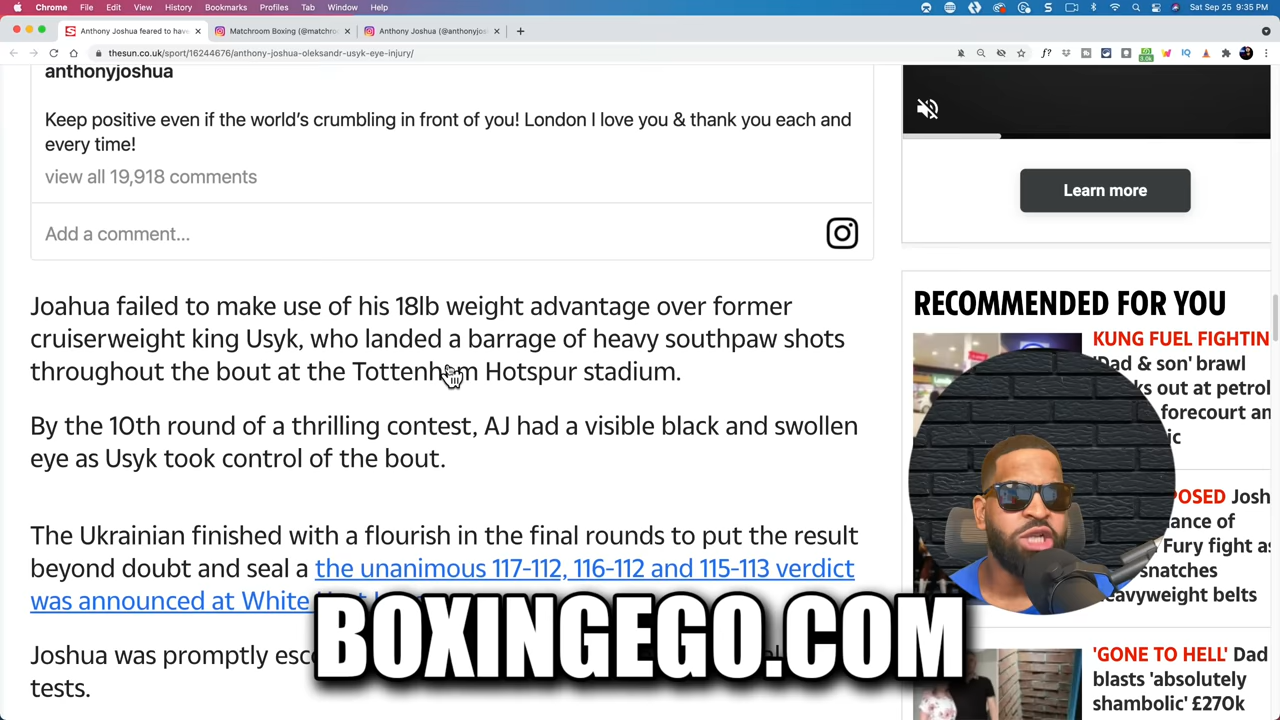 Chrome File Edit View History Bookmarks Profiles Tab Window Help
Sat Sep 25 9:35 PM
Anthony Joshua feared to have
Matchroom Boxing (@matchro
Anthony Joshua (@anthonyjos
thesun.co.uk/sport/16244676/anthony-joshua-oleksandr-usyk-eye-injury/
anthonyjoshua
Keep positive even if the world's crumbling in front of you! London I love you & thank you each and
every time!
view all 19,918 comments
Add a comment...
Joahua failed to make use of his 18lb weight advantage over former
cruiserweight king Usyk, who landed a barrage of heavy southpaw shots
throughout the bout at the Tottenham Hotspur stadium.
By the 10th round of a thrilling contest, AJ had a visible black and swollen
eye as Usyk took control of the bout.
The Ukrainian finished with a flourish in the final rounds to put the result
beyond doubt and seal a the unanimous 117-112, 116-112 and 115-113 verdict
was announced at White
Joshua was promptly
tests.
BOXINGEGO.COM
Learn more
RECOMMENDED FOR YOU
KUNG FUEL FIGHTIN
'Dad & son' brawl
out at petrol
forecourt
Josh
of
Fury fight as
snatches
belts
'GONE TO HELL' Dad
blasts 'absolutely
shambolic' £270k